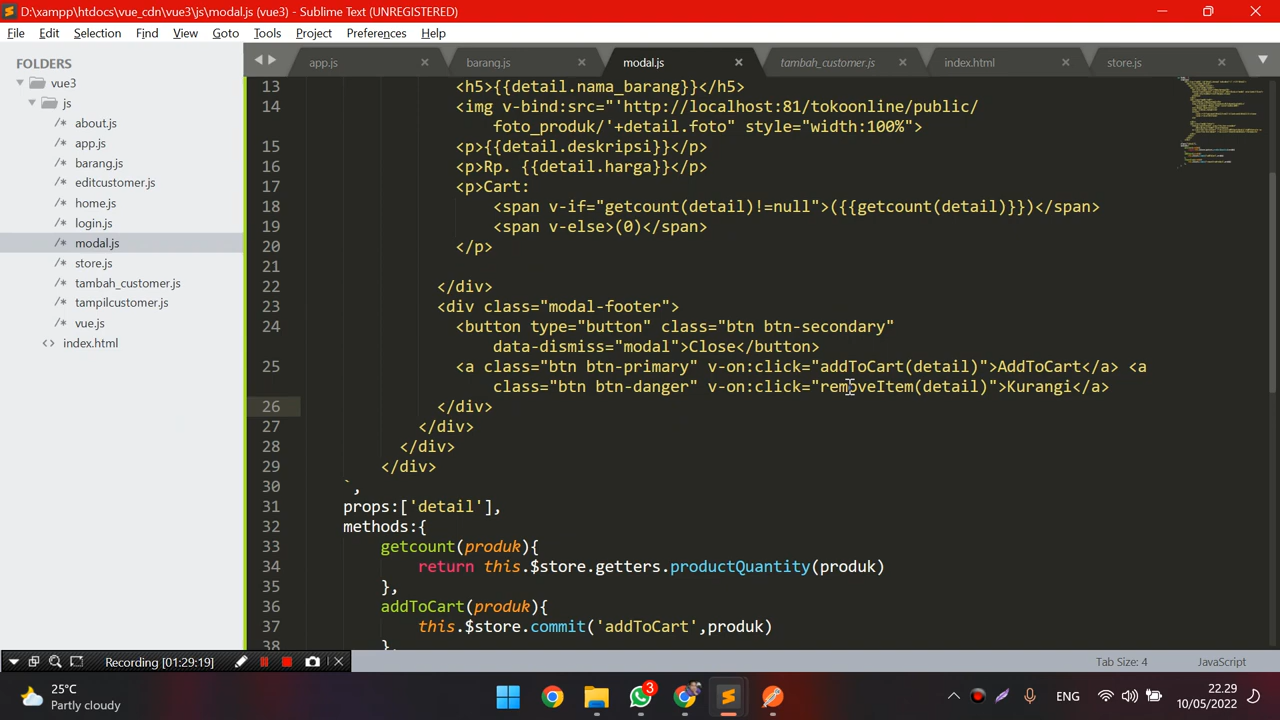 D:\xampp\htdocs\vue_cdn\vue3\js\modal.js (vue3) - Sublime Text (UNREGISTERED)
File Edit Selection Find View Goto Tools Project Preferences Help
FOLDERS
vue3
js
/* about.js
/* app.js
/* barang.js
/* editcustomer.js
/* home.js
/* login.js
/* modal.js
/* store.js
/* tambah_customer.js
/* tampilcustomer.js
/* vue.js
<> index.html
app.js barang.js modal.js tambah_customer.js index.html store.js
13 <h5>{{detail.nama_barang}}</h5>
14 <img v-bind:src="'http://localhost:81/tokoonline/public/
foto_produk/'+detail.foto" style="width:100%">
15 <p>{{detail.deskripsi}}</p>
16 <p>Rp. {{detail.harga}}</p>
17 <p>Cart:
18 <span v-if="getcount(detail)!=null">({{getcount(detail)}})</span>
19 <span v-else>(0)</span>
20 </p>
21
22 </div>
23 <div class="modal-footer">
24 <button type="button" class="btn btn-secondary"
data-dismiss="modal">Close</button>
25 <a class="btn btn-primary" v-on:click="addToCart(detail)">AddToCart</a> <a
class="btn btn-danger" v-on:click="removeItem(detail)">Kurangi</a>
26 </div>
27 </div>
28 </div>
29 </div>
30 `,
31 props:['detail'],
32 methods:{
33 getcount(produk){
34 return this.$store.getters.productQuantity(produk)
35 },
36 addToCart(produk){
37 this.$store.commit('addToCart',produk)
38 },
Recording [01:29:19]
Tab Size: 4 JavaScript
25°C
Partly cloudy
3
ENG
22.29
10/05/2022